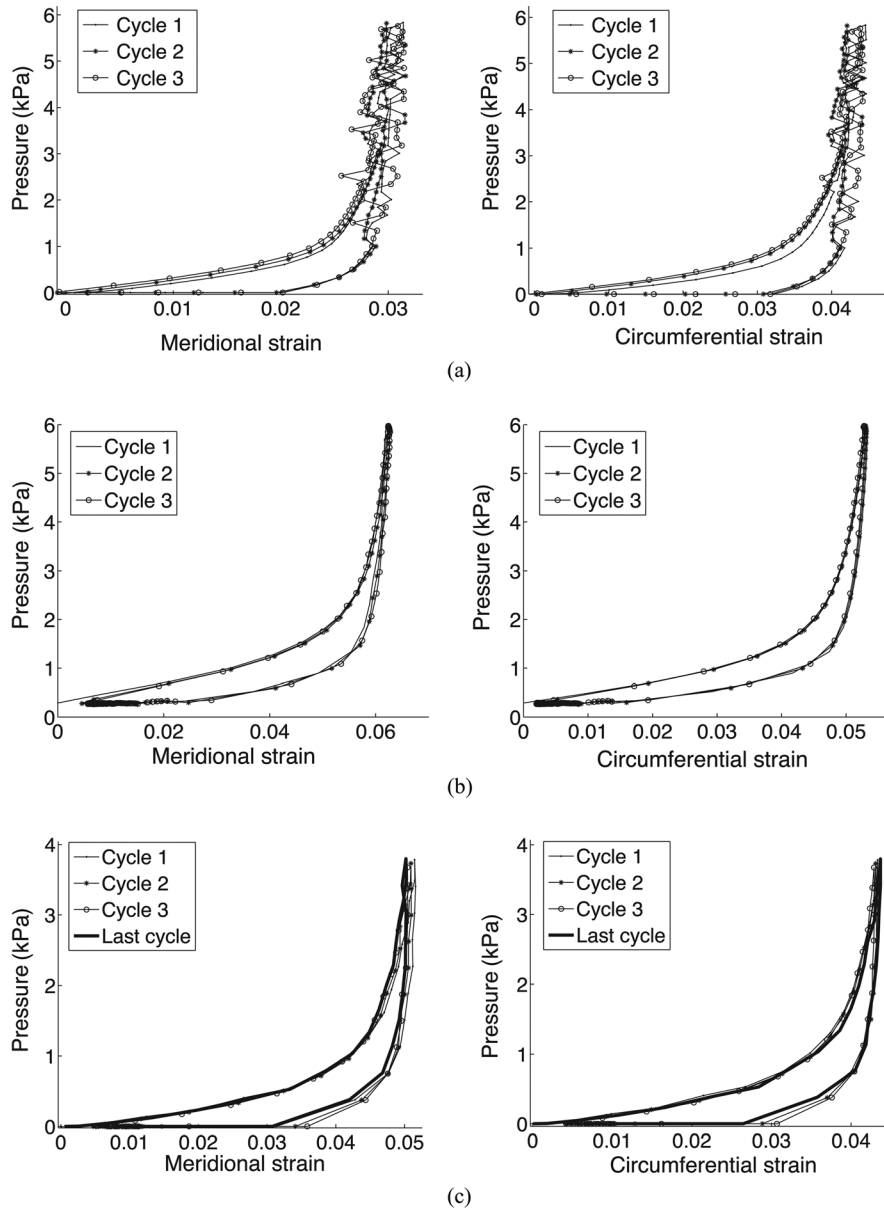 6
5
4
3
2
1
0
Pressure (kPa)
Cycle 1
Cycle 2
Cycle 3
0.01
0.02
0.03
Meridional strain
6
5
4
3
2
1
0
Pressure (kPa)
Cycle 1
Cycle 2
Cycle 3
0
0.01
0.02
0.03
0.04
Circumferential strain
(a)
6
5
4
3
2
1
0
Pressure (kPa)
Cycle 1
Cycle 2
Cycle 3
0
0.02
0.04
0.06
Meridional strain
6
5
4
3
2
1
0
Pressure (kPa)
Cycle 1
Cycle 2
Cycle 3
0
0.01
0.02
0.03
0.04
0.05
Circumferential strain
(b)
4
3
2
1
0
Pressure (kPa)
Cycle 1
Cycle 2
Cycle 3
Last cycle
0
0.01
0.02
0.03
0.04
0.05
Meridional strain
4
3
2
1
0
Pressure (kPa)
Cycle 1
Cycle 2
Cycle 3
Last cycle
0
0.01
0.02
0.03
0.04
Circumferential strain
(c)